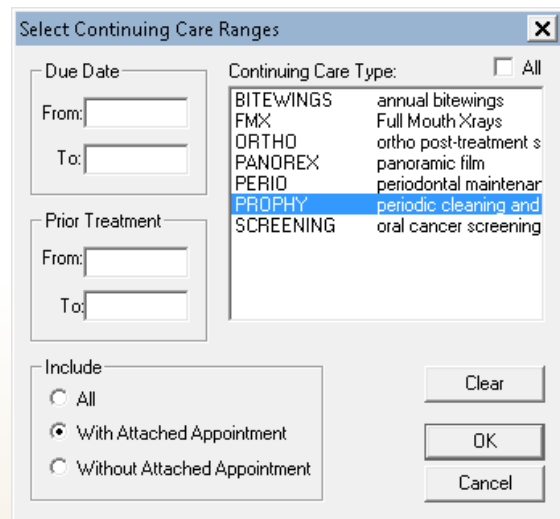 Select Continuing Care Ranges
Due Date
From:
To:
Prior Treatment
From:
To:
Continuing Care Type:
All
BITEWINGS annual bitewings
FMX Full Mouth Xrays
ORTHO ortho post-treatment s
PANOREX panoramic film
PERIO periodontal maintenar
PROPHY periodic cleaning and
SCREENING oral cancer screening
Include
All
With Attached Appointment
Without Attached Appointment
Clear
OK
Cancel